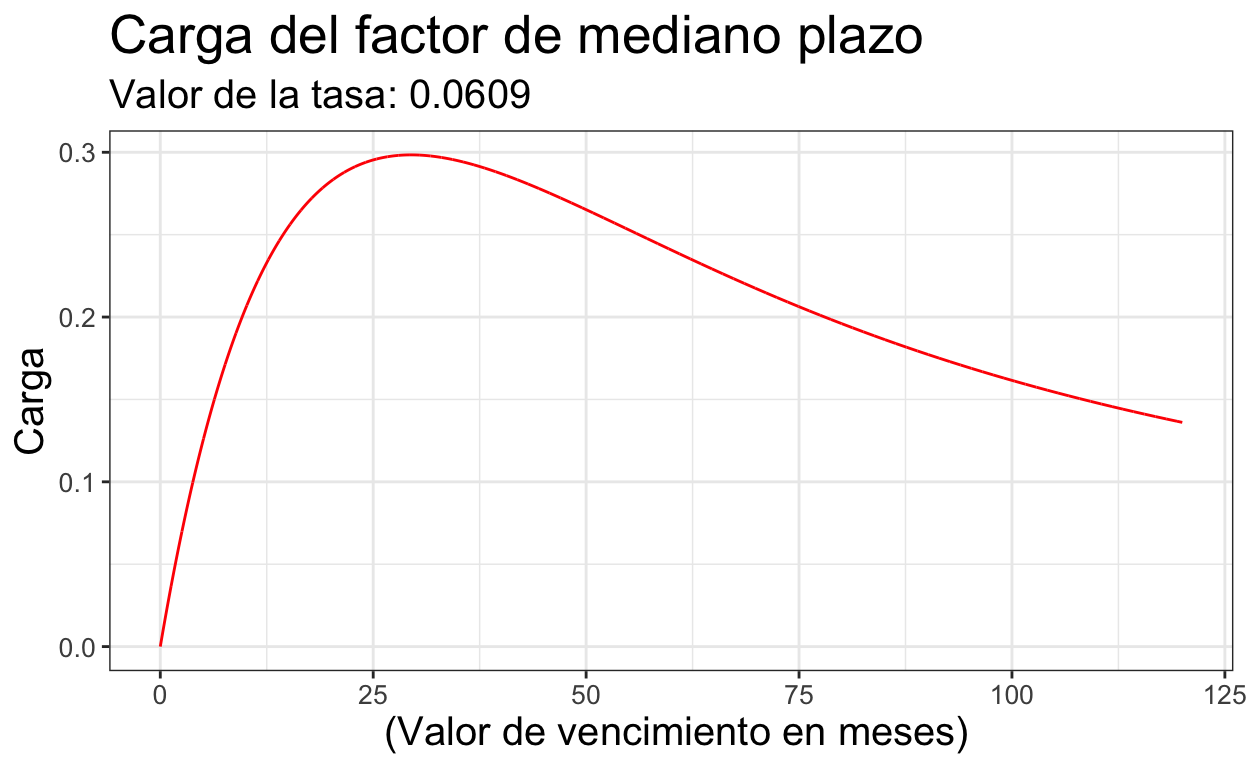 Carga del factor de mediano plazo
Valor de la tasa: 0.0609
0.3
0.2
0.1
0.0
Carga
0 25 50 75 100 125
(Valor de vencimiento en meses)